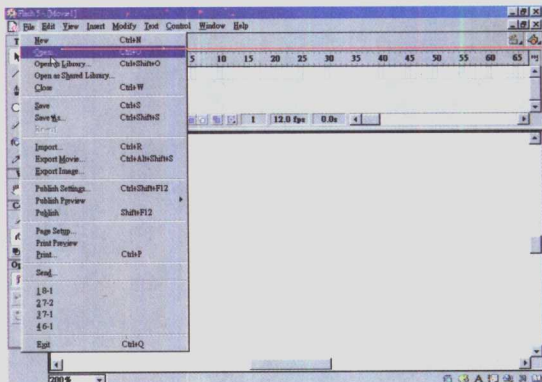 Flash 5 - [Movie1]
File Edit View Insert Modify Text Control Window Help
New Ctrl+N
Open... Ctrl+O
Open as Library... Ctrl+Shift+O
Open as Shared Library...
Close Ctrl+W
Save Ctrl+S
Save As... Ctrl+Shift+S
Revert
Import... Ctrl+R
Export Movie... Ctrl+Alt+Shift+S
Export Image...
Publish Settings... Ctrl+Shift+F12
Publish Preview
Publish Shift+F12
Page Setup...
Print Preview
Print... Ctrl+P
Send...
1 8-1
2 7-2
3 7-1
4 6-1
Exit Ctrl+Q
5 10 15 20 25 30 35 40 45 50 55 60 65
1 12.0 fps 0.0s
200%